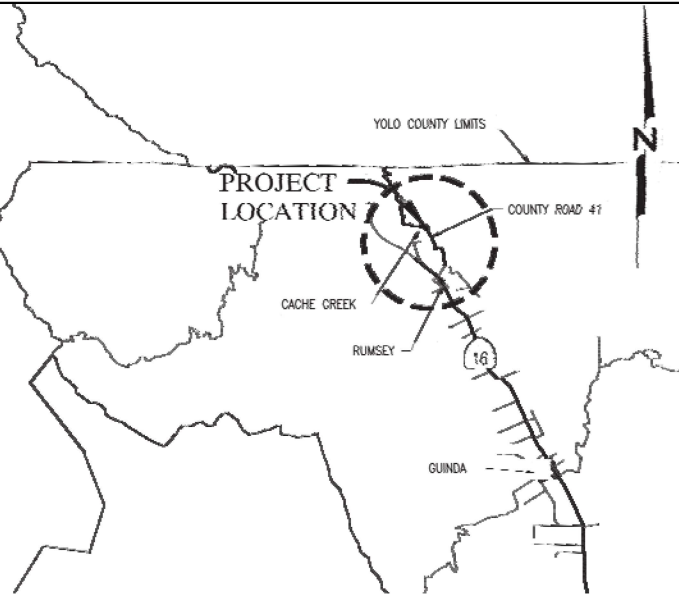 YOLO COUNTY LIMITS
N
PROJECT
LOCATION
COUNTY ROAD 41
CACHE CREEK
RUMSEY
16
GUINDA